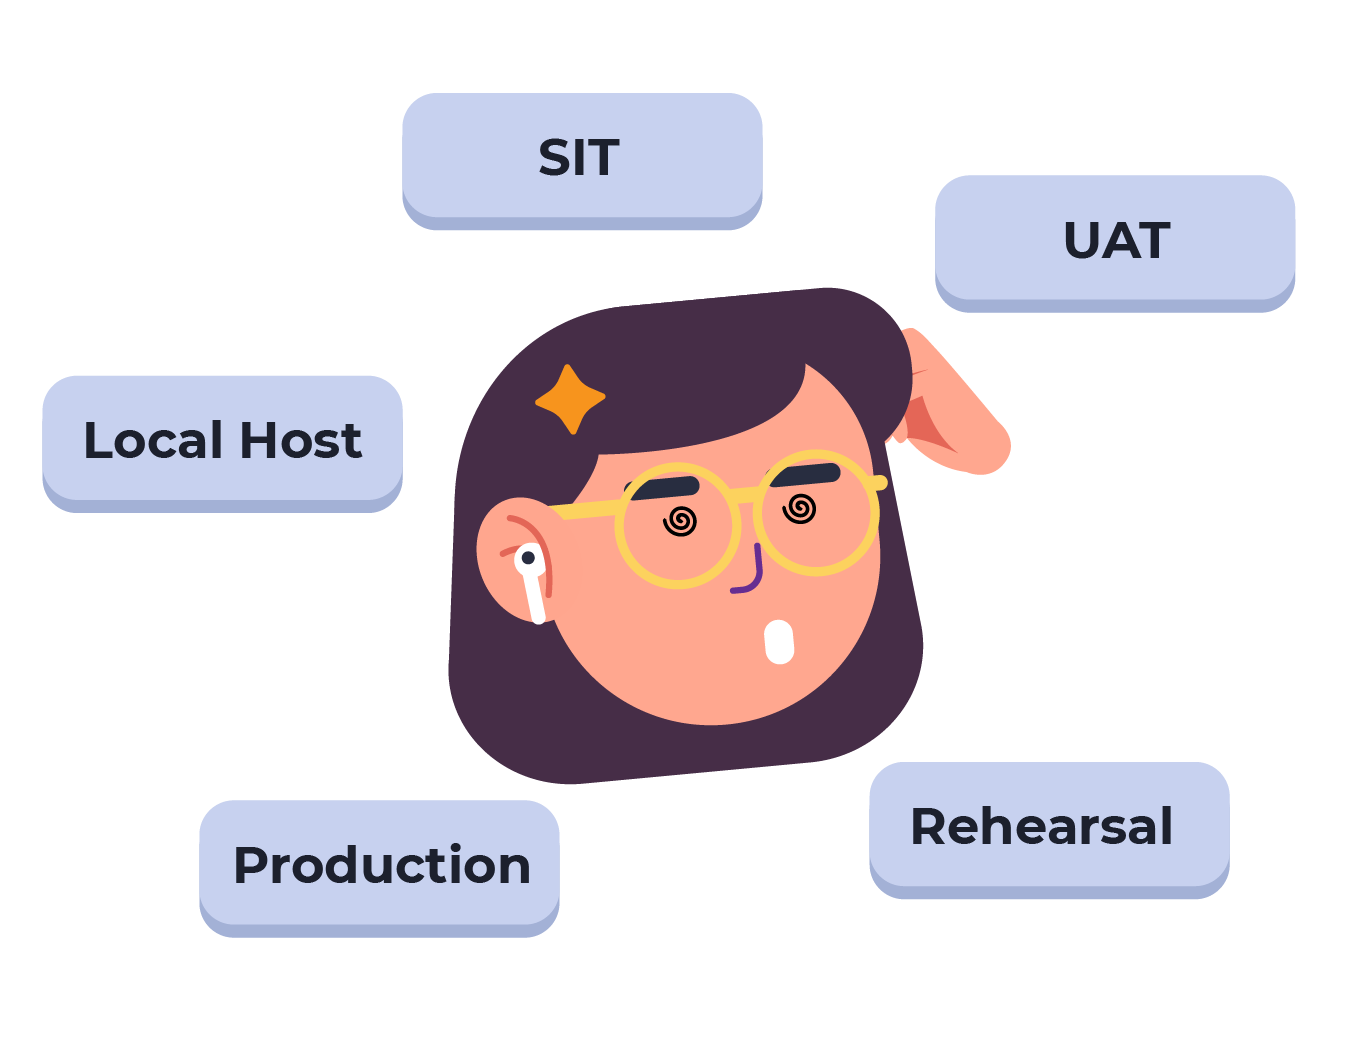 SIT
UAT
Local Host
Rehearsal
Production